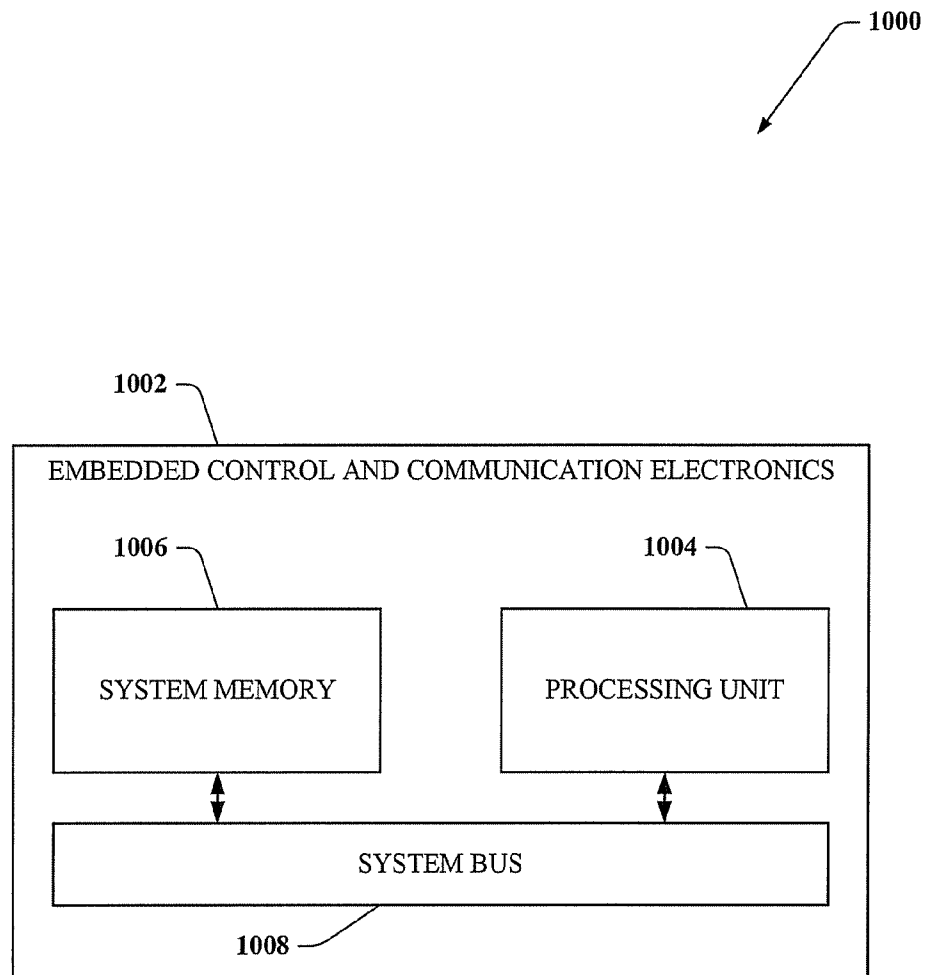 1000
1002
EMBEDDED CONTROL AND COMMUNICATION ELECTRONICS
1006
1004
SYSTEM MEMORY
PROCESSING UNIT
SYSTEM BUS
1008